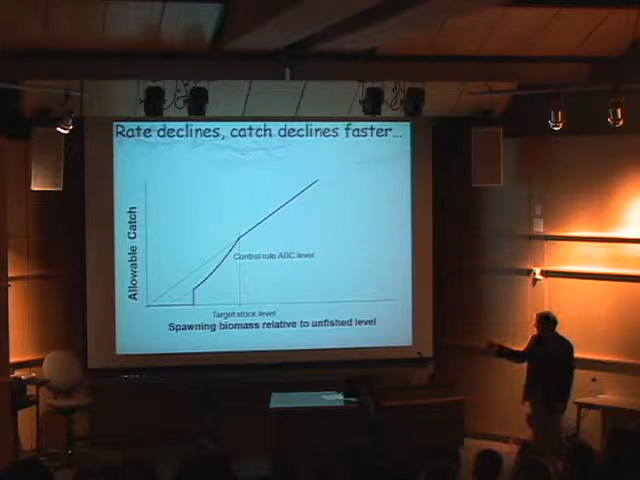 Rate declines, catch declines faster...
Allowable Catch
Control rule ABC level
Target stock level
Spawning biomass relative to unfished level